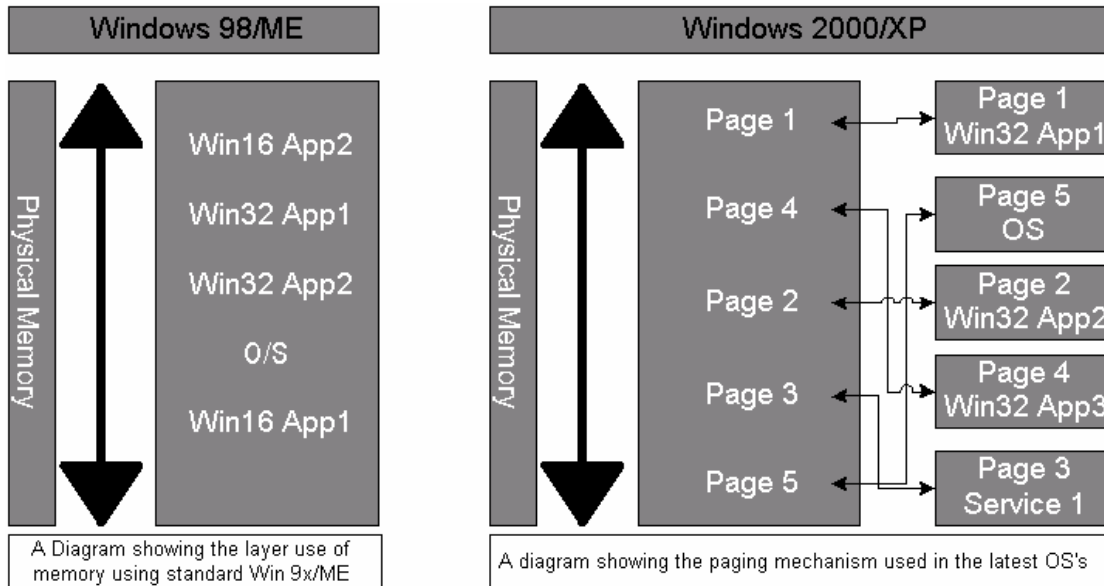 Windows 98/ME
Physical Memory
Win16 App2
Win32 App1
Win32 App2
O/S
Win16 App1
A Diagram showing the layer use of
memory using standard Win 9x/ME
Windows 2000/XP
Physical Memory
Page 1
Page 4
Page 2
Page 3
Page 5
Page 1
Win32 App1
Page 5
OS
Page 2
Win32 App2
Page 4
Win32 App3
Page 3
Service 1
A diagram showing the paging mechanism used in the latest OS's